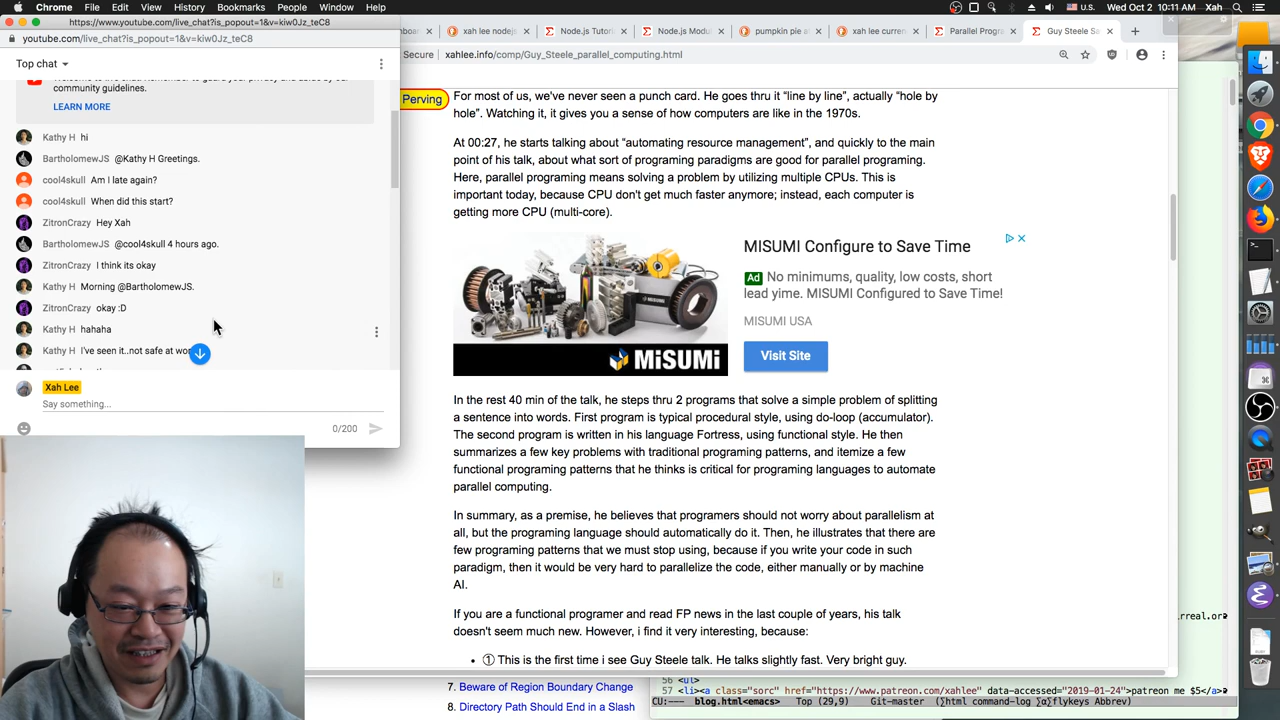 Chrome File Edit View History Bookmarks People Window Help
U.S. Wed Oct 2 10:11 AM Xah
https://www.youtube.com/live_chat?is_popout=1&v=kiw0Jz_teC8
youtube.com/live_chat?is_popout=1&v=kiw0Jz_teC8
xah lee nodejs
Node.js Tutori
Node.js Modul
pumpkin pie a
xah lee curren
Parallel Progra
Guy Steele Sa
Secure xahlee.info/comp/Guy_Steele_parallel_computing.html
Top chat
community guidelines.
LEARN MORE
Kathy H hi
BartholomewJS @Kathy H Greetings.
cool4skull Am I late again?
cool4skull When did this start?
ZitronCrazy Hey Xah
BartholomewJS @cool4skull 4 hours ago.
ZitronCrazy I think its okay
Kathy H Morning @BartholomewJS.
ZitronCrazy okay :D
Kathy H hahaha
Kathy H I've seen it..not safe at wo
Xah Lee
Say something...
0/200
Perving
For most of us, we've never seen a punch card. He goes thru it “line by line”, actually “hole by
hole”. Watching it, it gives you a sense of how computers are like in the 1970s.
At 00:27, he starts talking about “automating resource management”, and quickly to the main
point of his talk, about what sort of programing paradigms are good for parallel programing.
Here, parallel programing means solving a problem by utilizing multiple CPUs. This is
important today, because CPU don't get much faster anymore; instead, each computer is
getting more CPU (multi-core).
MiSUMi
MISUMI Configure to Save Time
Ad No minimums, quality, low costs, short
lead yime. MISUMI Configured to Save Time!
MISUMI USA
Visit Site
In the rest 40 min of the talk, he steps thru 2 programs that solve a simple problem of splitting
a sentence into words. First program is typical procedural style, using do-loop (accumulator).
The second program is written in his language Fortress, using functional style. He then
summarizes a few key problems with traditional programing patterns, and itemize a few
functional programing patterns that he thinks is critical for programing languages to automate
parallel computing.
In summary, as a premise, he believes that programers should not worry about parallelism at
all, but the programing language should automatically do it. Then, he illustrates that there are
few programing patterns that we must stop using, because if you write your code in such
paradigm, then it would be very hard to parallelize the code, either manually or by machine
AI.
If you are a functional programer and read FP news in the last couple of years, his talk
doesn't seem much new. However, i find it very interesting, because:
• ① This is the first time i see Guy Steele talk. He talks slightly fast. Very bright guy.
7. Beware of Region Boundary Change
8. Directory Path Should End in a Slash
rreal.or
56 <ul>
57 <li><a class="sorc" href="https://www.patreon.com/xahlee" data-accessed="2019-01-24">patreon me $5</a>
CU:--- blog.html<emacs> Top (29,9) Git-master (∑html command-log ∑α∑flykeys Abbrev)